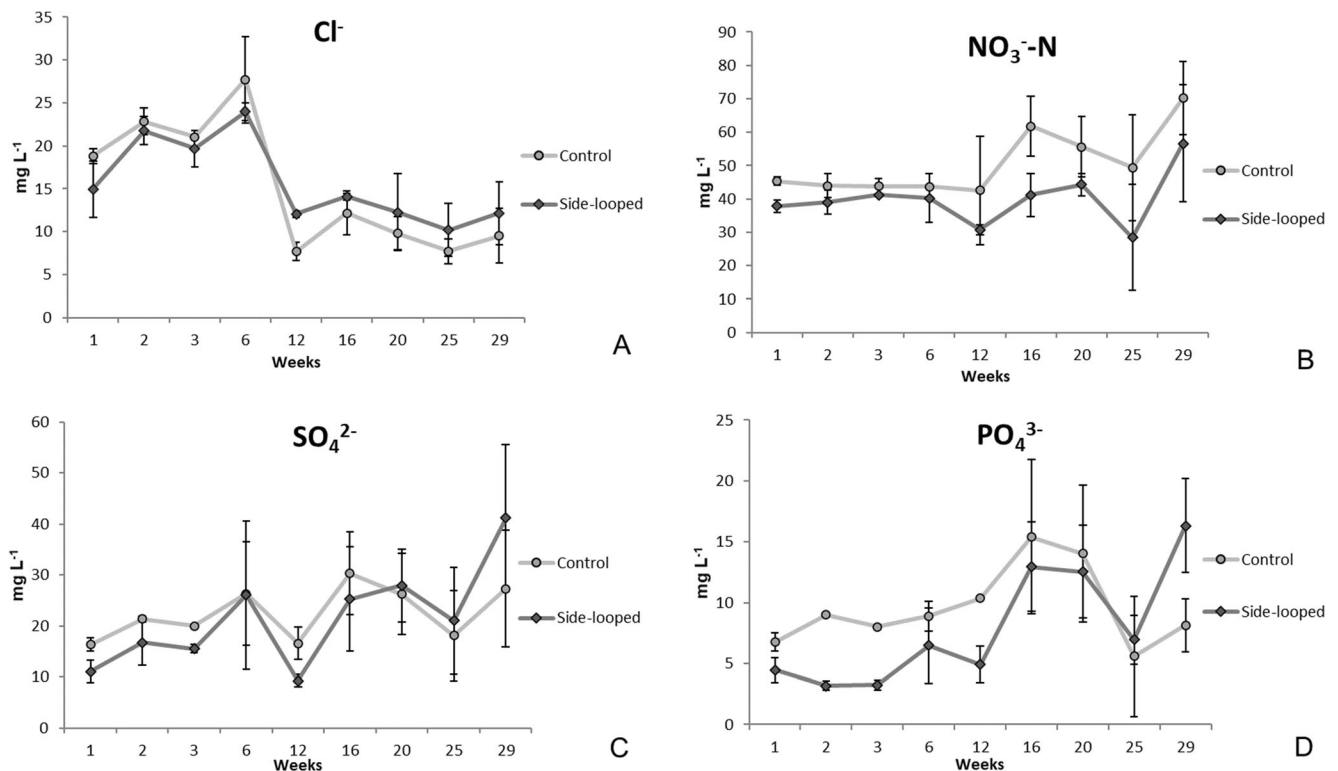 Cl⁻
mg L⁻¹
35
30
25
20
15
10
5
0
1 2 3 6 12 16 20 25 29
Weeks
Control
Side-looped
A
NO₃⁻-N
mg L⁻¹
90
80
70
60
50
40
30
20
10
0
1 2 3 6 12 16 20 25 29
Weeks
Control
Side-looped
B
SO₄²⁻
mg L⁻¹
60
50
40
30
20
10
0
1 2 3 6 12 16 20 25 29
Weeks
Control
Side-looped
C
PO₄³⁻
mg L⁻¹
25
20
15
10
5
0
1 2 3 6 12 16 20 25 29
Weeks
Control
Side-looped
D